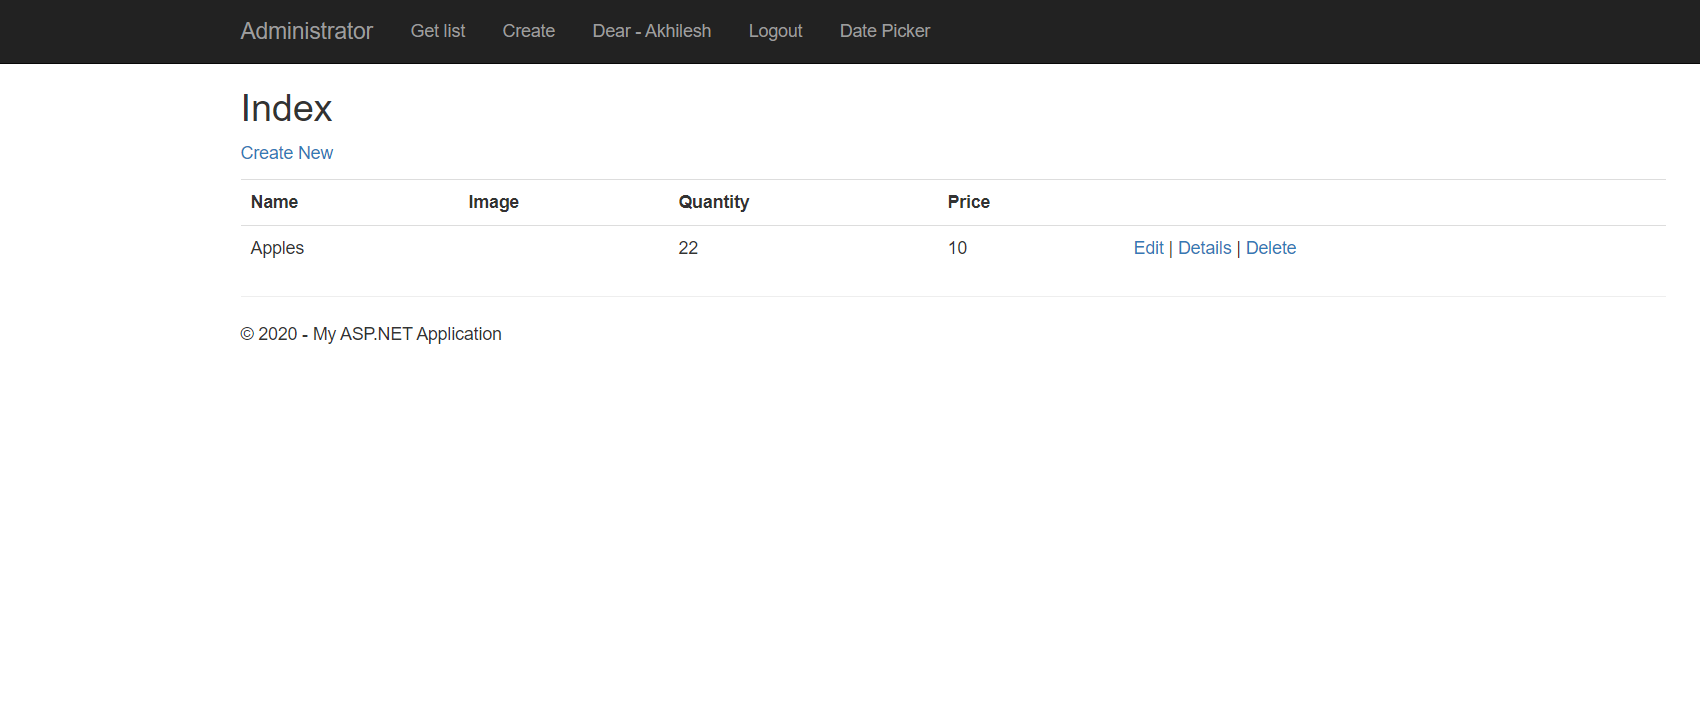 Administrator Get list Create Dear - Akhilesh Logout Date Picker
Index
Create New
Name Image Quantity Price
Apples 22 10 Edit | Details | Delete
© 2020 - My ASP.NET Application